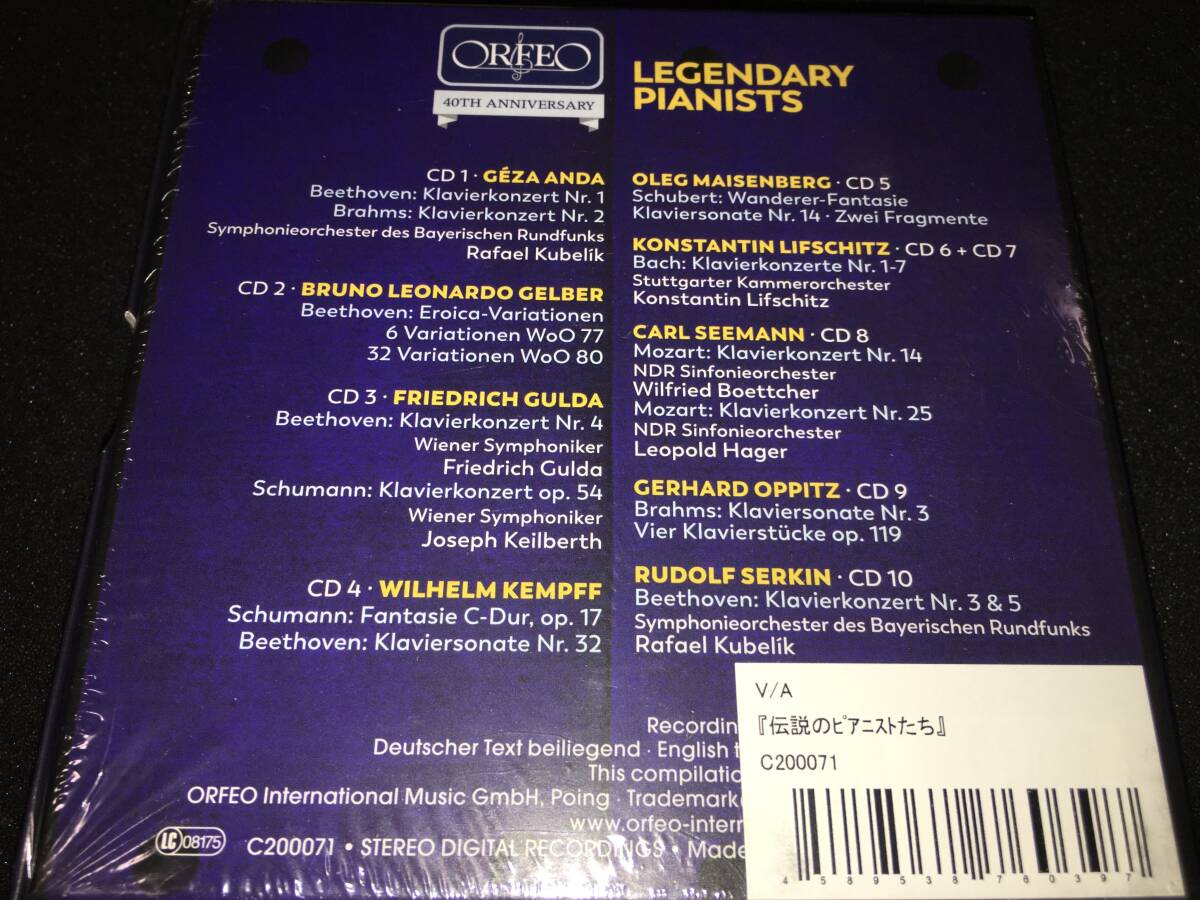 ORFEO
40TH ANNIVERSARY
LEGENDARY
PIANISTS
CD 1 · GÉZA ANDA
Beethoven: Klavierkonzert Nr. 1
Brahms: Klavierkonzert Nr. 2
Symphonieorchester des Bayerischen Rundfunks
Rafael Kubelík
CD 2 · BRUNO LEONARDO GELBER
Beethoven: Eroica-Variationen
6 Variationen WoO 77
32 Variationen WoO 80
CD 3 · FRIEDRICH GULDA
Beethoven: Klavierkonzert Nr. 4
Wiener Symphoniker
Friedrich Gulda
Schumann: Klavierkonzert op. 54
Wiener Symphoniker
Joseph Keilberth
CD 4 · WILHELM KEMPFF
Schumann: Fantasie C-Dur, op. 17
Beethoven: Klaviersonate Nr. 32
OLEG MAISENBERG · CD 5
Schubert: Wanderer-Fantasie
Klaviersonate Nr. 14 · Zwei Fragmente
KONSTANTIN LIFSCHITZ · CD 6 + CD 7
Bach: Klavierkonzerte Nr. 1-7
Stuttgarter Kammerorchester
Konstantin Lifschitz
CARL SEEMANN · CD 8
Mozart: Klavierkonzert Nr. 14
NDR Sinfonieorchester
Wilfried Boettcher
Mozart: Klavierkonzert Nr. 25
NDR Sinfonieorchester
Leopold Hager
GERHARD OPPITZ · CD 9
Brahms: Klaviersonate Nr. 3
Vier Klavierstücke op. 119
RUDOLF SERKIN · CD 10
Beethoven: Klavierkonzert Nr. 3 & 5
Symphonieorchester des Bayerischen Rundfunks
Rafael Kubelík
Recordin
Deutscher Text beiliegend · English t
This compilatio
ORFEO International Music GmbH, Poing · Trademark
www.orfeo-intern
LC 08175
C200071 • STEREO DIGITAL RECORDINGS • Made
V/A
『伝説のピアニストたち』
C200071
4589538760397